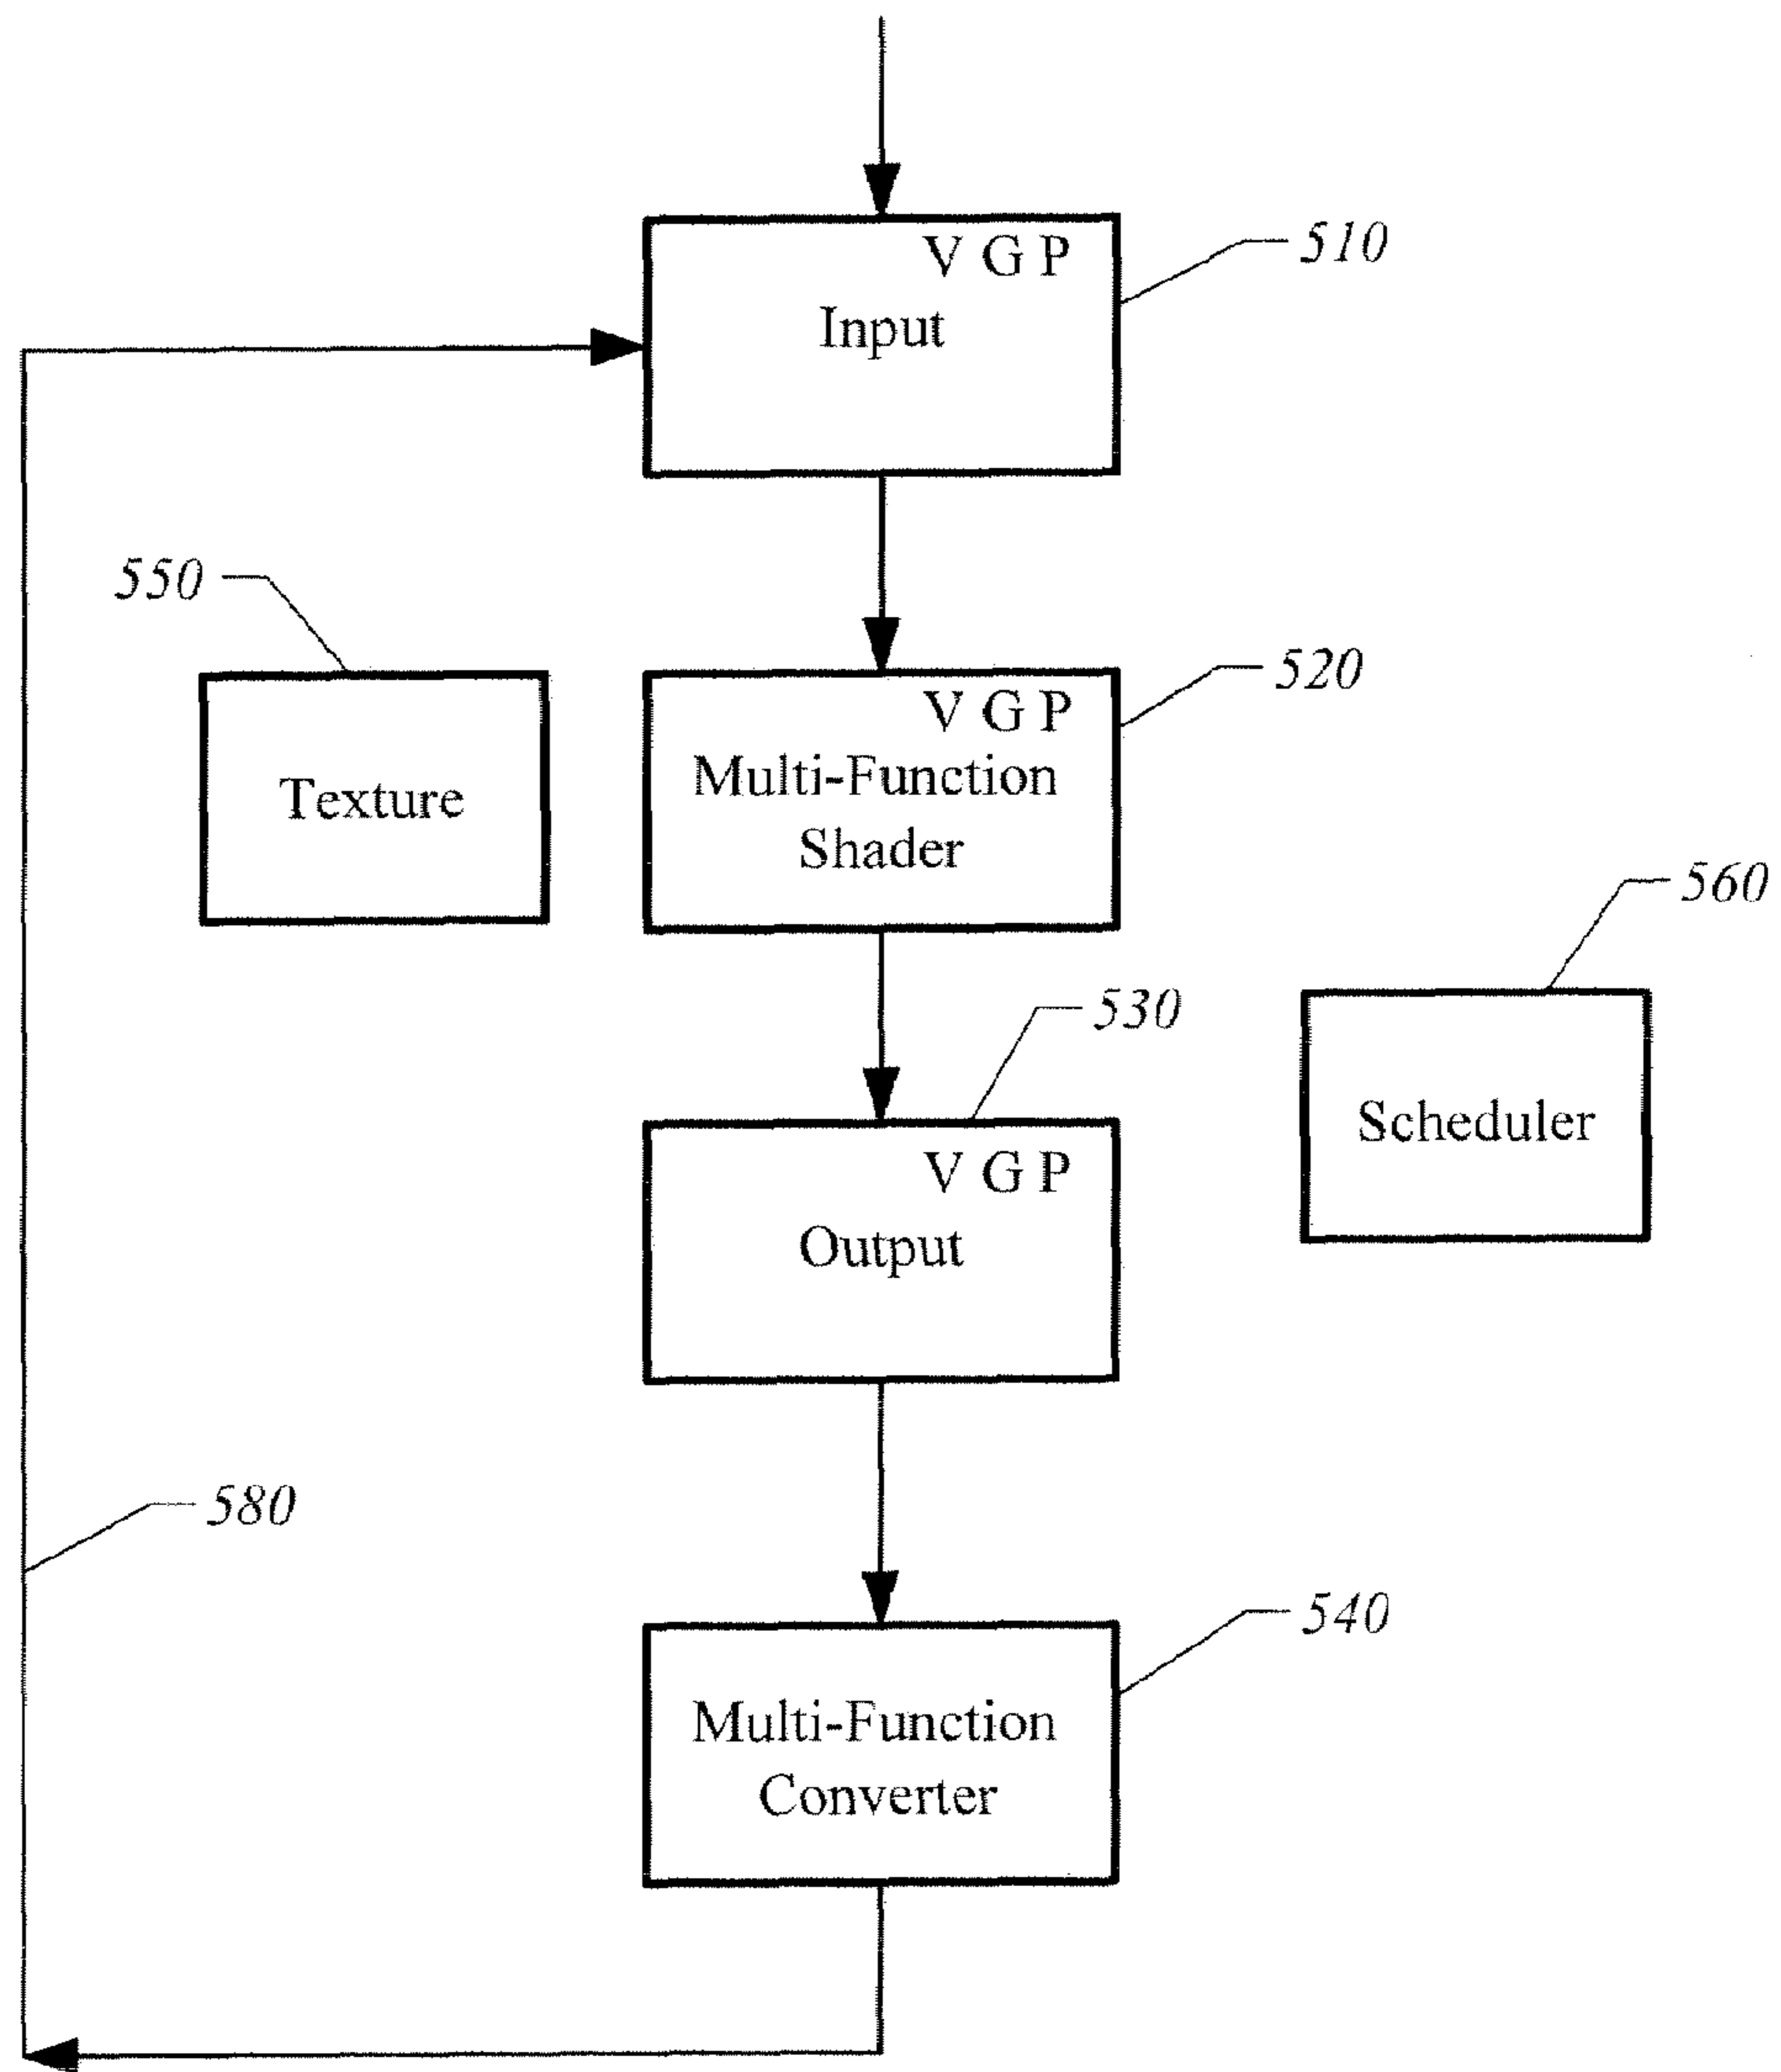 V G P
510
Input
550
520
V G P
Multi-Function
Shader
Texture
560
530
Scheduler
V G P
Output
580
540
Multi-Function
Converter